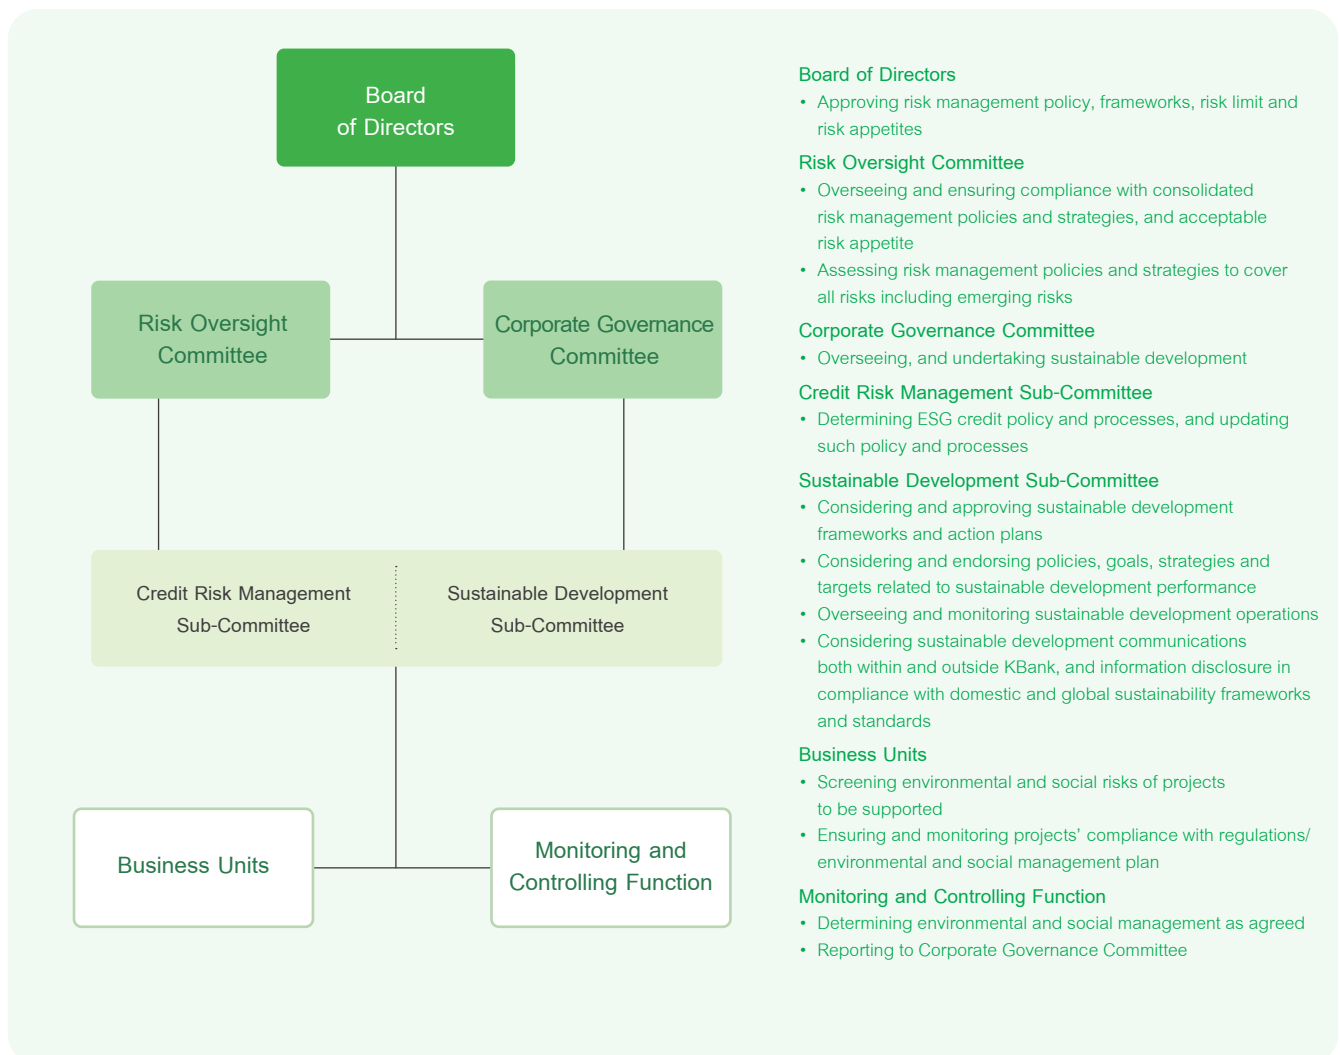 Board
of Directors
Risk Oversight
Committee
Corporate Governance
Committee
Credit Risk Management
Sub-Committee
Sustainable Development
Sub-Committee
Business Units
Monitoring and
Controlling Function
Board of Directors
• Approving risk management policy, frameworks, risk limit and
risk appetites
Risk Oversight Committee
• Overseeing and ensuring compliance with consolidated
risk management policies and strategies, and acceptable
risk appetite
• Assessing risk management policies and strategies to cover
all risks including emerging risks
Corporate Governance Committee
• Overseeing, and undertaking sustainable development
Credit Risk Management Sub-Committee
• Determining ESG credit policy and processes, and updating
such policy and processes
Sustainable Development Sub-Committee
• Considering and approving sustainable development
frameworks and action plans
• Considering and endorsing policies, goals, strategies and
targets related to sustainable development performance
• Overseeing and monitoring sustainable development operations
• Considering sustainable development communications
both within and outside KBank, and information disclosure in
compliance with domestic and global sustainability frameworks
and standards
Business Units
• Screening environmental and social risks of projects
to be supported
• Ensuring and monitoring projects' compliance with regulations/
environmental and social management plan
Monitoring and Controlling Function
• Determining environmental and social management as agreed
• Reporting to Corporate Governance Committee